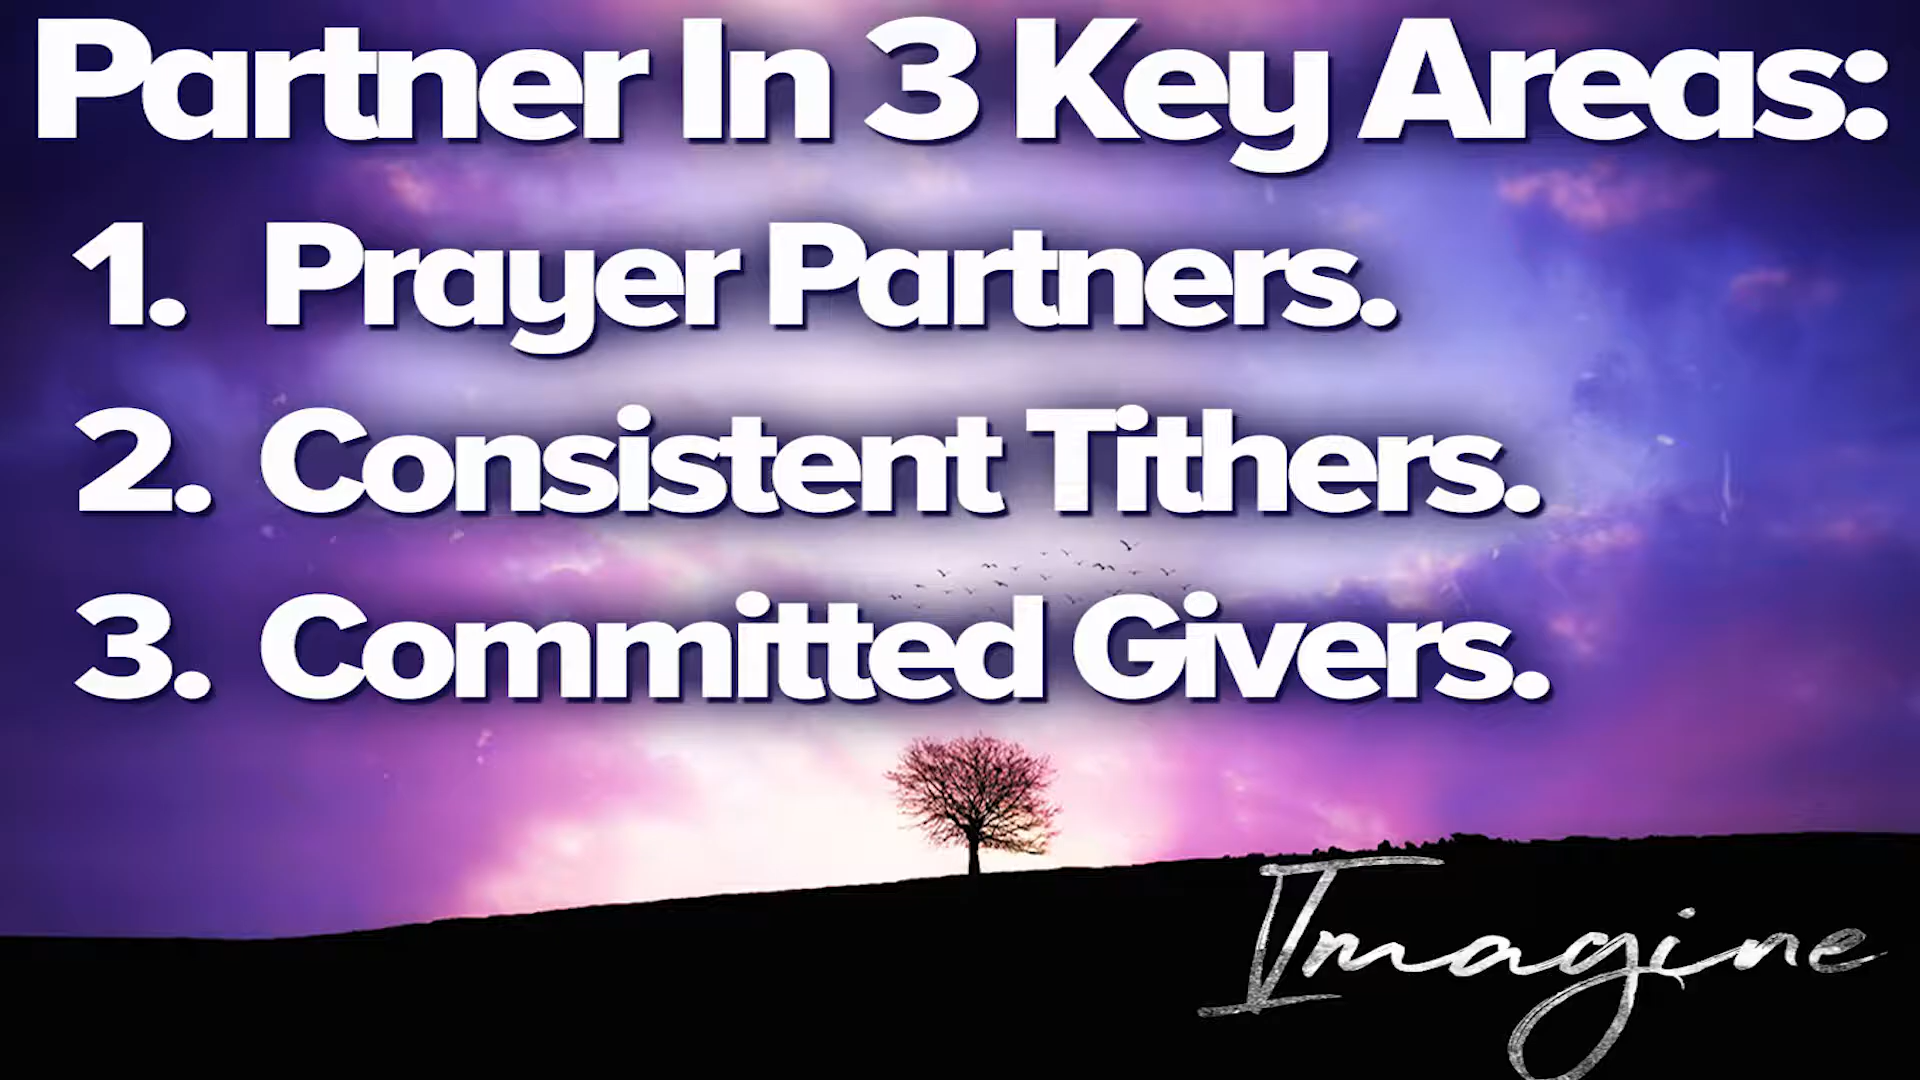 Partner In 3 Key Areas:
1. Prayer Partners.
2. Consistent Tithers.
3. Committed Givers.
Imagine